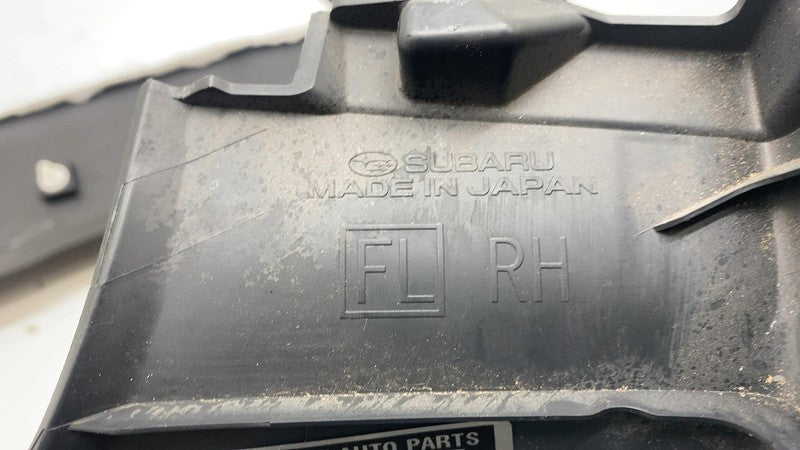 SUBARU
MADE IN JAPAN
FL RH
AUTO PARTS